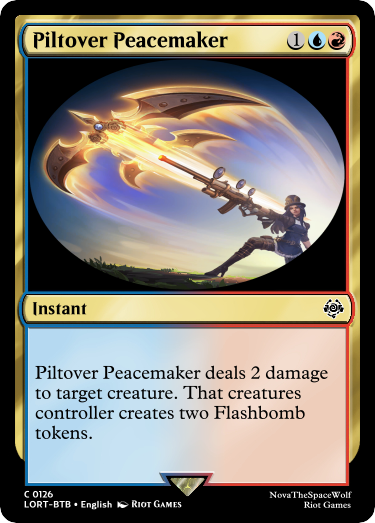 Piltover Peacemaker 1
Instant
Piltover Peacemaker deals 2 damage
to target creature. That creatures
controller creates two Flashbomb
tokens.
C 0126
LORT-BTB • English Riot Games
NovaTheSpaceWolf
Riot Games